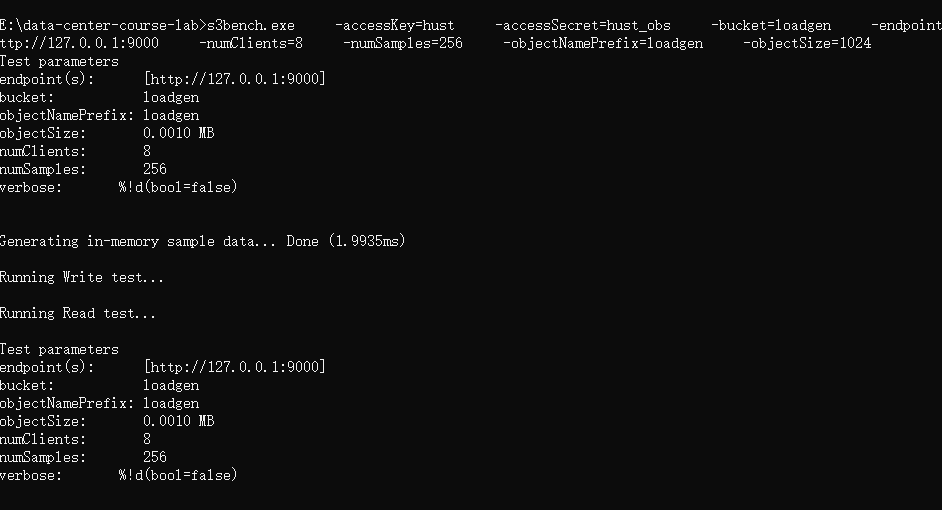 E:\data-center-course-lab>s3bench.exe -accessKey=hust -accessSecret=hust_obs -bucket=loadgen -endpoint
ttp://127.0.0.1:9000 -numClients=8 -numSamples=256 -objectNamePrefix=loadgen -objectSize=1024
Test parameters
endpoint(s): [http://127.0.0.1:9000]
bucket: loadgen
objectNamePrefix: loadgen
objectSize: 0.0010 MB
numClients: 8
numSamples: 256
verbose: %!d(bool=false)
Generating in-memory sample data... Done (1.9935ms)
Running Write test...
Running Read test...
Test parameters
endpoint(s): [http://127.0.0.1:9000]
bucket: loadgen
objectNamePrefix: loadgen
objectSize: 0.0010 MB
numClients: 8
numSamples: 256
verbose: %!d(bool=false)